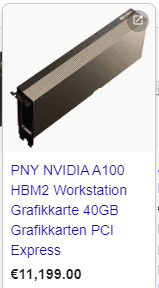 PNY NVIDIA A100
HBM2 Workstation
Grafikkarte 40GB
Grafikkarten PCI
Express
€11,199.00